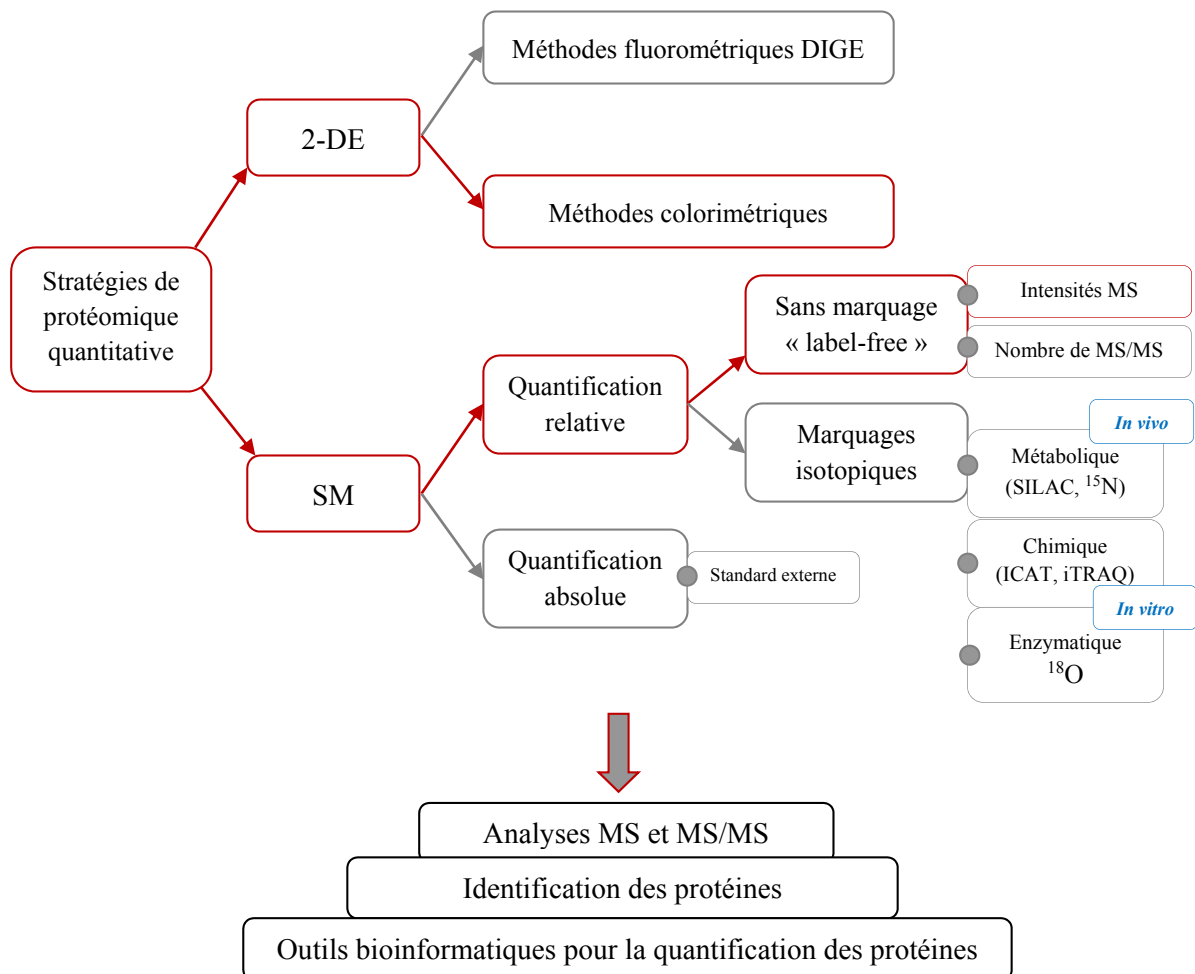 Méthodes fluorométriques DIGE
2-DE
Méthodes colorimétriques
Stratégies de
protéomique
quantitative
Sans marquage
« label-free »
Intensités MS
Nombre de MS/MS
Quantification
relative
Marquages
isotopiques
In vivo
Métabolique
(SILAC, ¹⁵N)
SM
Quantification
absolue
Standard externe
Chimique
(ICAT, iTRAQ)
In vitro
Enzymatique
¹⁸O
Analyses MS et MS/MS
Identification des protéines
Outils bioinformatiques pour la quantification des protéines